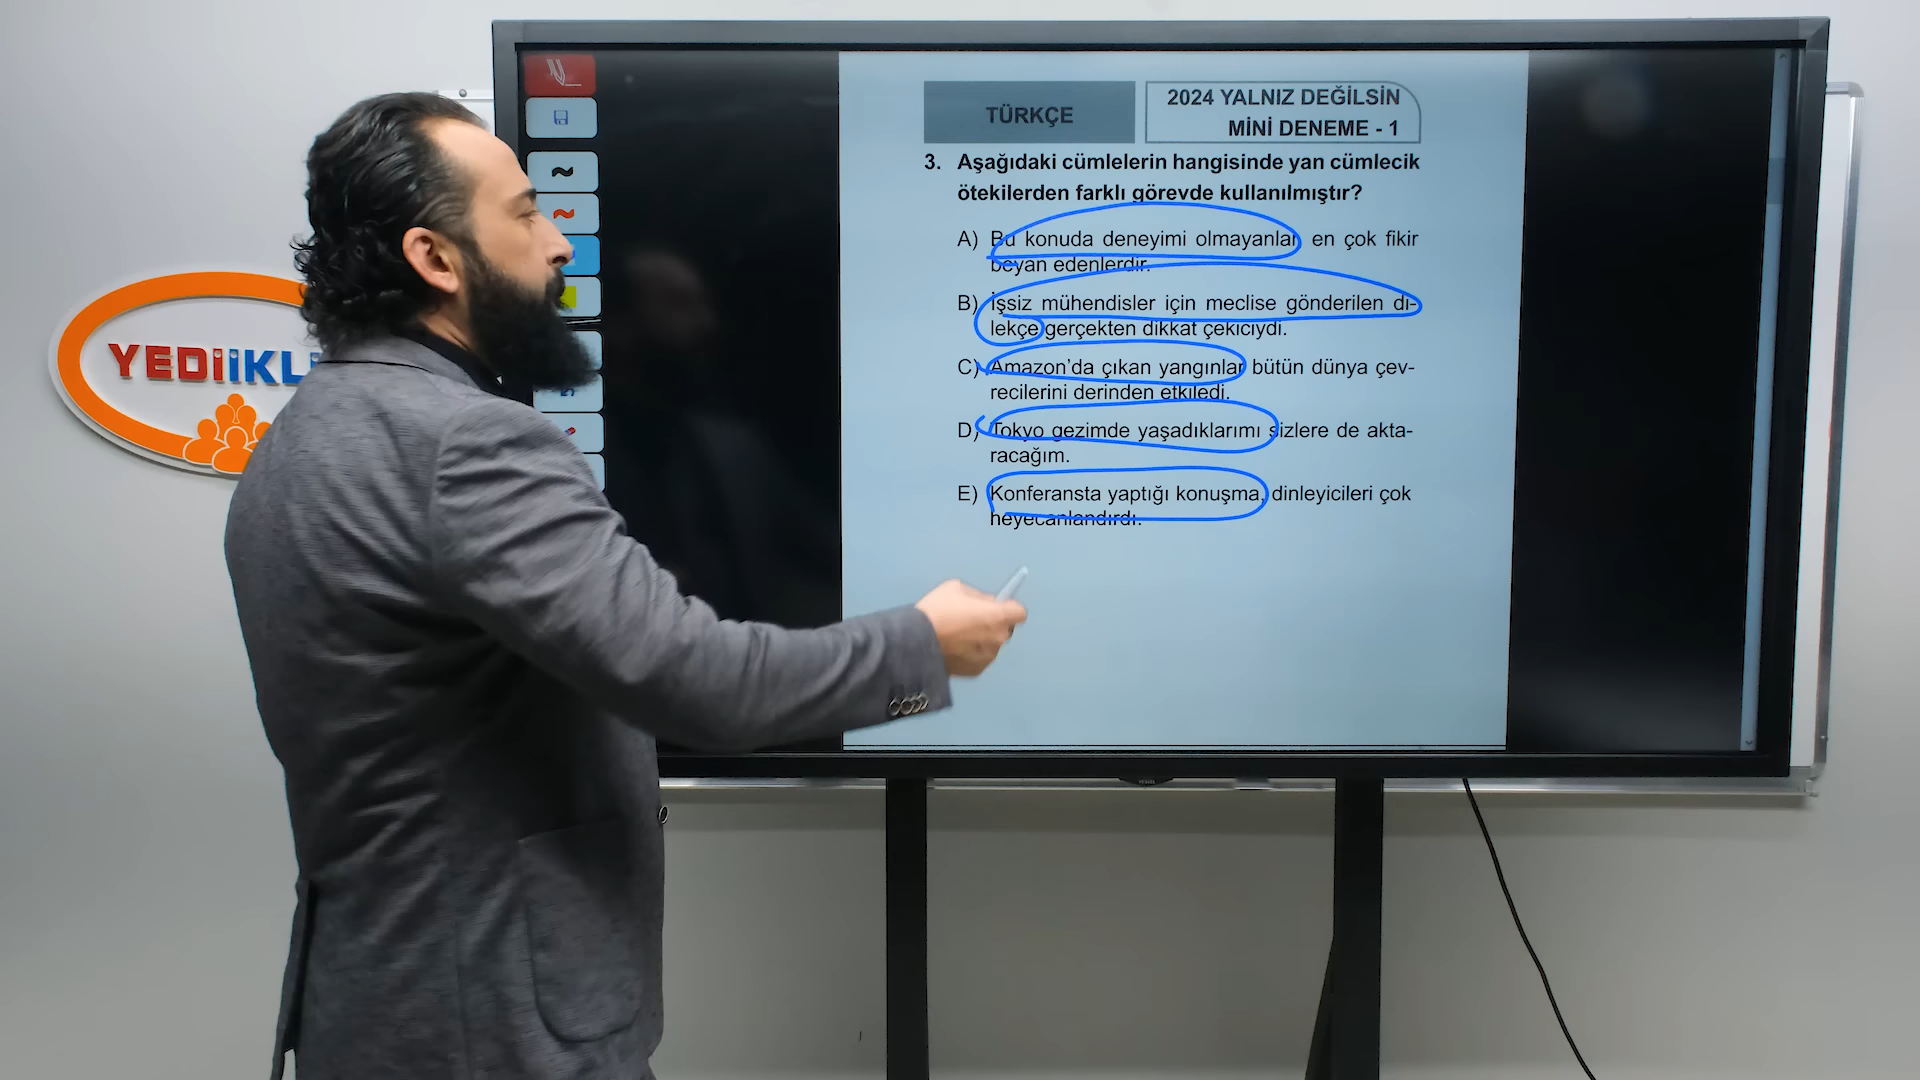 YEDİİKL
TÜRKÇE
2024 YALNIZ DEĞİLSİN
MİNİ DENEME - 1
3. Aşağıdaki cümlelerin hangisinde yan cümlecik
ötekilerden farklı görevde kullanılmıştır?
A) Bu konuda deneyimi olmayanlar en çok fikir
beyan edenlerdir.
B) İşsiz mühendisler için meclise gönderilen di-
lekçe gerçekten dikkat çekiciydi.
C) Amazon'da çıkan yangınlar bütün dünya çev-
recilerini derinden etkiledi.
D) Tokyo gezimde yaşadıklarımı sizlere de akta-
racağım.
E) Konferansta yaptığı konuşma, dinleyicileri çok
heyecanlandırdı.